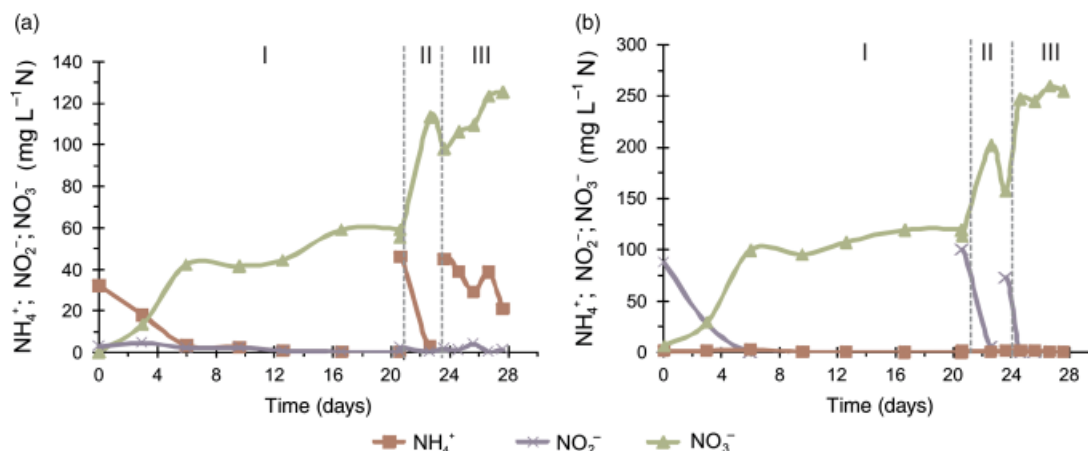 (a)
I II III
NH₄⁺; NO₂⁻; NO₃⁻ (mg L⁻¹ N)
140
120
100
80
60
40
20
0
0 4 8 12 16 20 24 28
Time (days)
(b)
I II III
NH₄⁺; NO₂⁻; NO₃⁻ (mg L⁻¹ N)
300
250
200
150
100
50
0
0 4 8 12 16 20 24 28
Time (days)
NH₄⁺ NO₂⁻ NO₃⁻